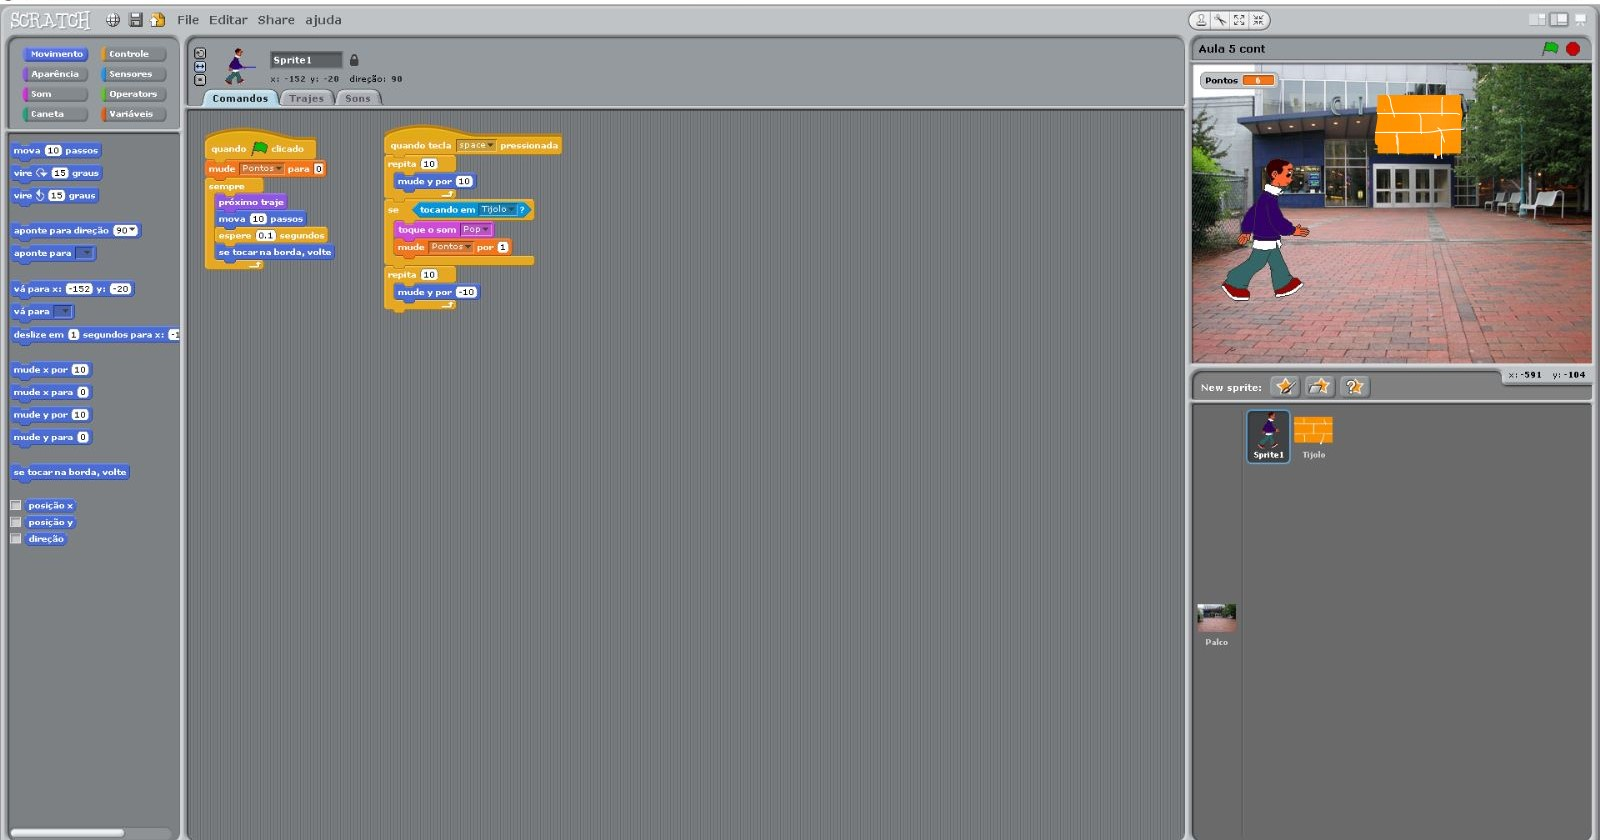 SCRATCH File Editar Share ajuda
Movimento Controle
Aparência Sensores
Som Operators
Caneta Variáveis
mova 10 passos
vire 15 graus
vire 15 graus
aponte para direção 90
aponte para
vá para x: -152 y: -20
vá para
deslize em 1 segundos para x: -1
mude x por 10
mude x para 0
mude y por 10
mude y para 0
se tocar na borda, volte
posição x
posição y
direção
Sprite1
x: -152 y: -20 direção: 90
Comandos Trajes Sons
quando clicado
mude Pontos para 0
sempre
próximo traje
mova 10 passos
espere 0.1 segundos
se tocar na borda, volte
quando tecla space pressionada
repita 10
mude y por 10
se tocando em Tijolo ?
toque o som Pop
mude Pontos por 1
repita 10
mude y por -10
Aula 5 cont
Pontos 6
x: -591 y: -104
New sprite:
Sprite1 Tijolo
Palco